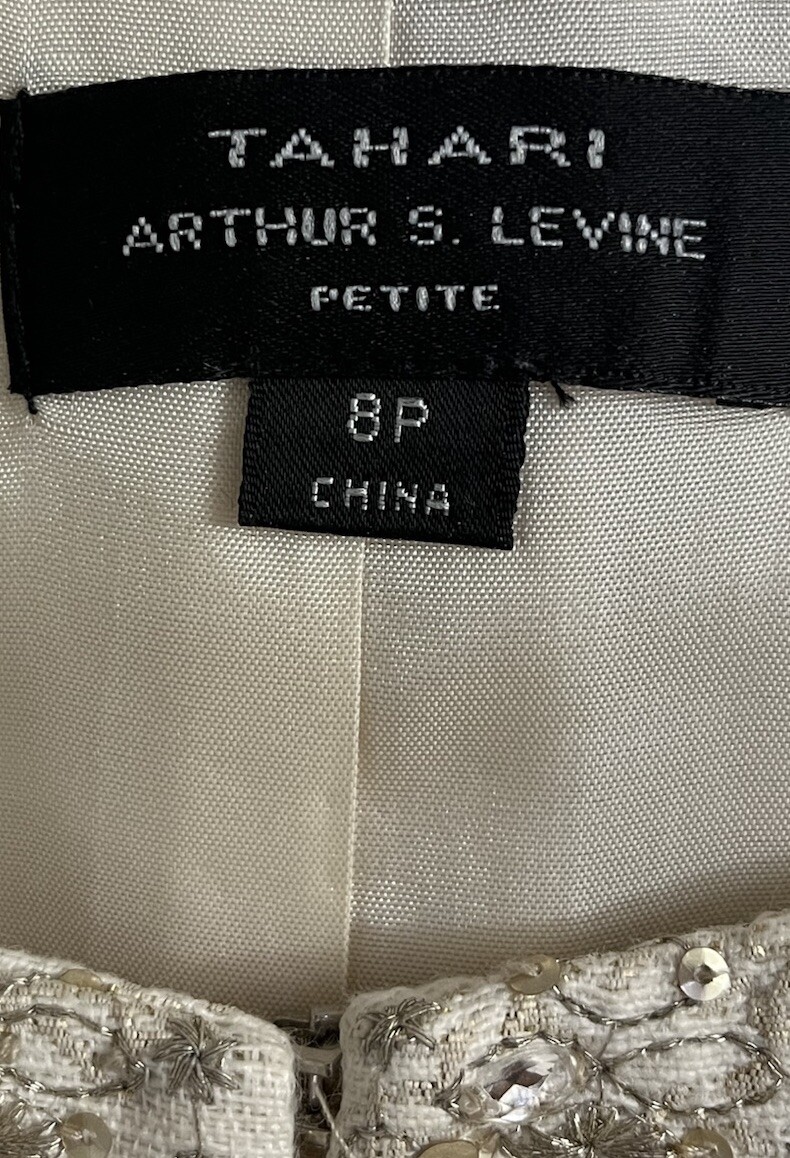 TAHARI
ARTHUR S. LEVINE
PETITE
8P
CHINA